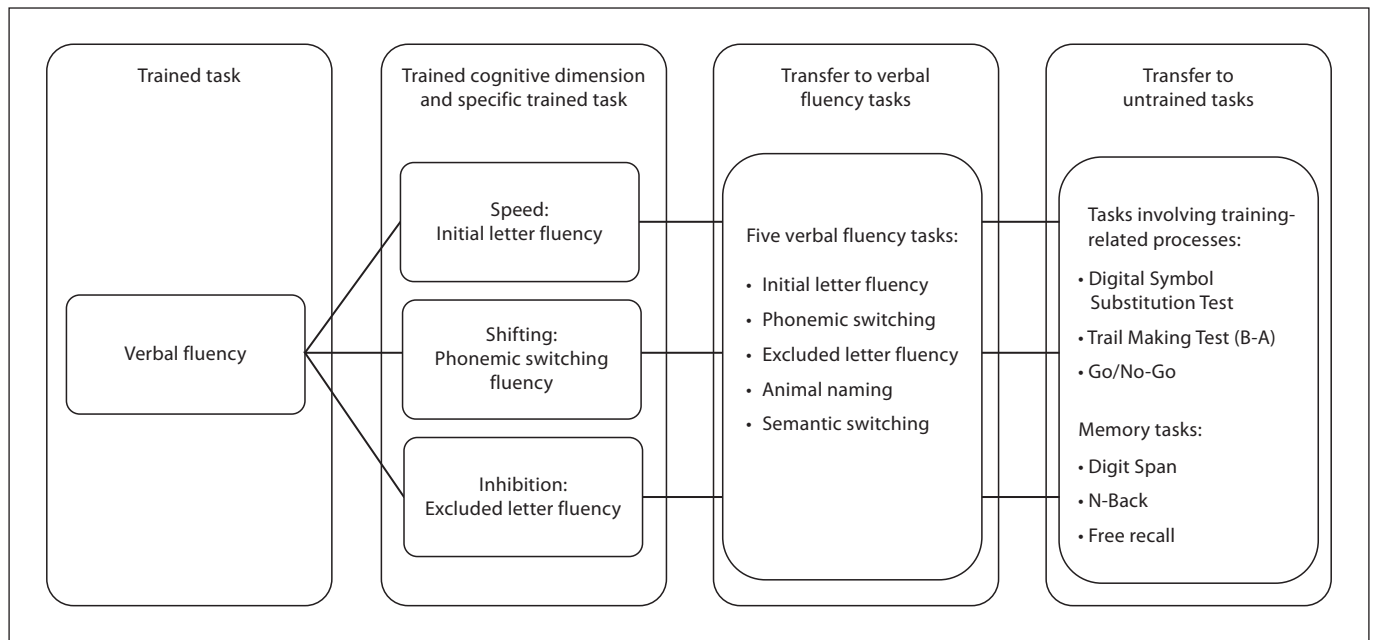 Trained task
Verbal fluency
Trained cognitive dimension
and specific trained task
Speed:
Initial letter fluency
Shifting:
Phonemic switching
fluency
Inhibition:
Excluded letter fluency
Transfer to verbal
fluency tasks
Five verbal fluency tasks:
• Initial letter fluency
• Phonemic switching
• Excluded letter fluency
• Animal naming
• Semantic switching
Transfer to
untrained tasks
Tasks involving training-
related processes:
• Digital Symbol
Substitution Test
• Trail Making Test (B-A)
• Go/No-Go
Memory tasks:
• Digit Span
• N-Back
• Free recall